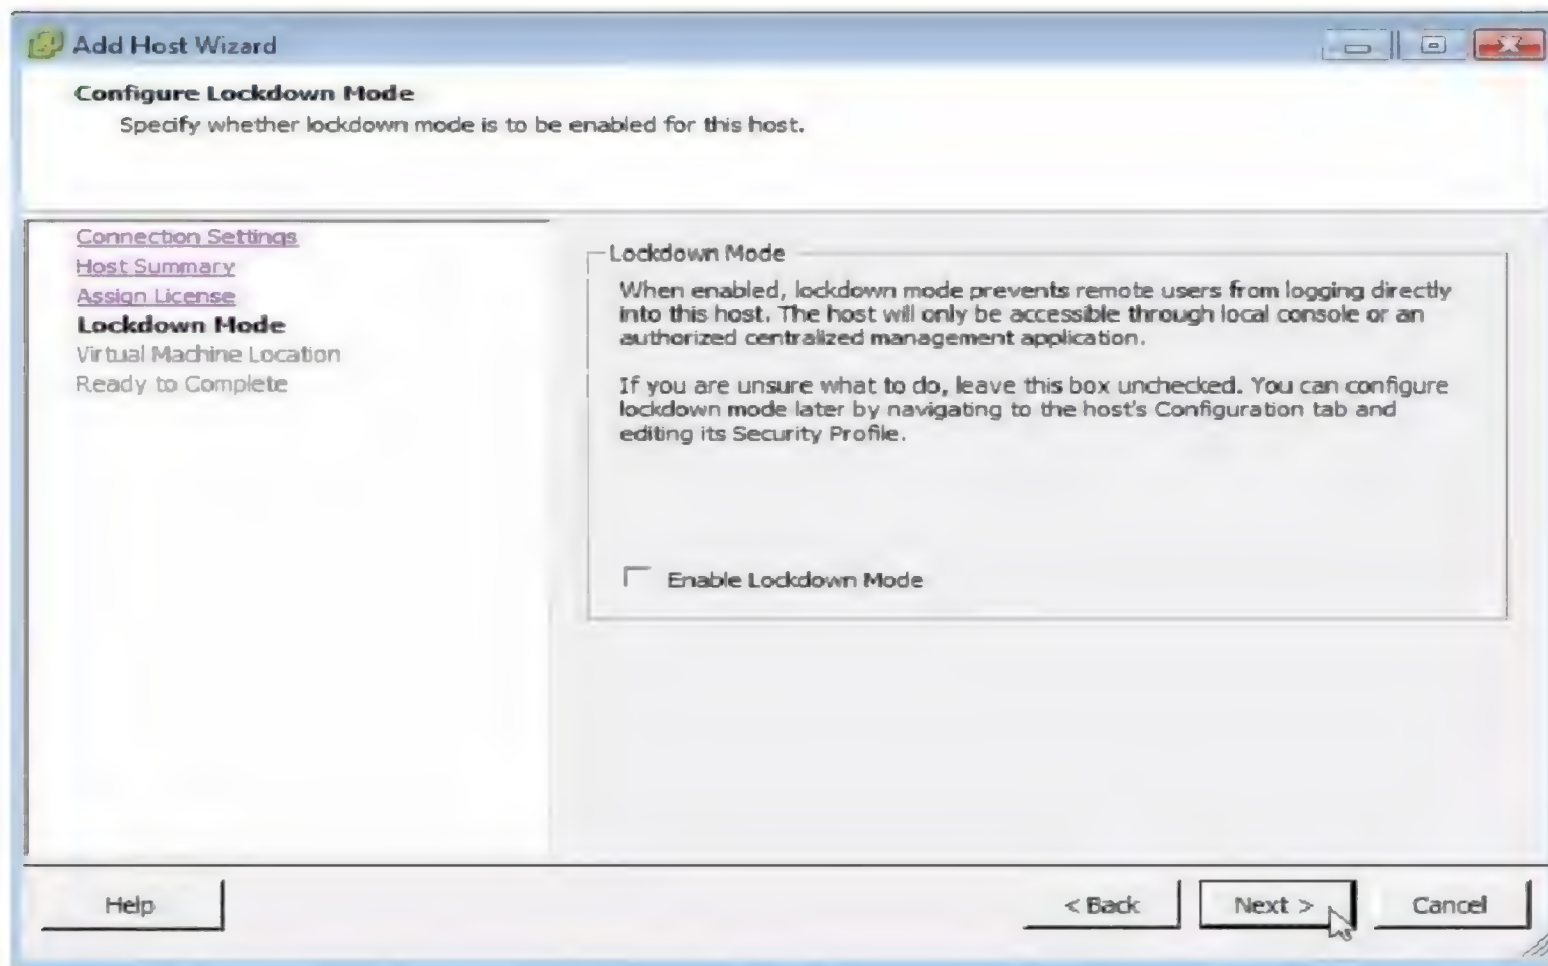 Add Host Wizard
Configure Lockdown Mode
Specify whether lockdown mode is to be enabled for this host.
Connection Settings
Host Summary
Assign License
Lockdown Mode
Virtual Machine Location
Ready to Complete
Lockdown Mode
When enabled, lockdown mode prevents remote users from logging directly
into this host. The host will only be accessible through local console or an
authorized centralized management application.
If you are unsure what to do, leave this box unchecked. You can configure
lockdown mode later by navigating to the host's Configuration tab and
editing its Security Profile.
Enable Lockdown Mode
Help
< Back
Next >
Cancel